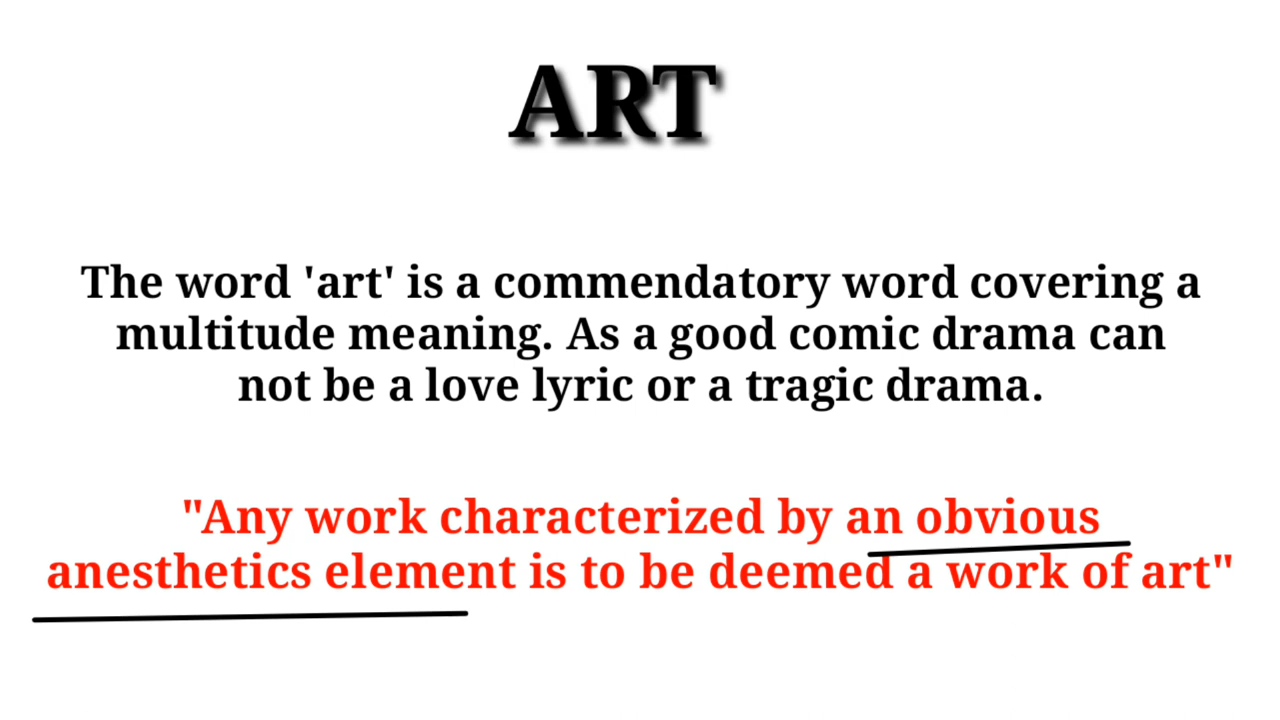 ART
The word 'art' is a commendatory word covering a
multitude meaning. As a good comic drama can
not be a love lyric or a tragic drama.
"Any work characterized by an obvious
anesthetics element is to be deemed a work of art"